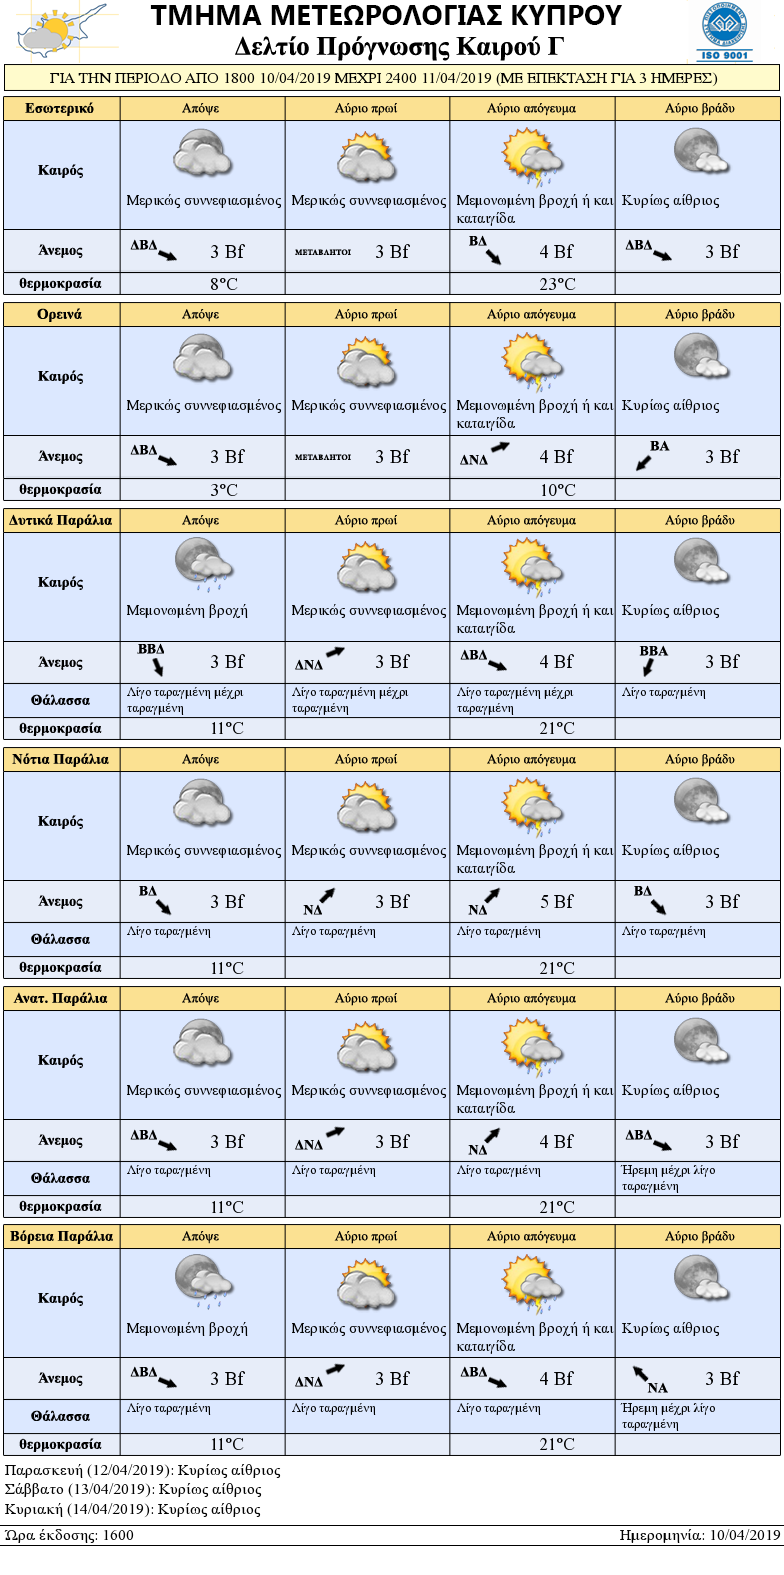 ΤΜΗΜΑ ΜΕΤΕΩΡΟΛΟΓΙΑΣ ΚΥΠΡΟΥ
Δελτίο Πρόγνωσης Καιρού Γ
ISO 9001
ΓΙΑ ΤΗΝ ΠΕΡΙΟΔΟ ΑΠΟ 1800 10/04/2019 ΜΕΧΡΙ 2400 11/04/2019 (ΜΕ ΕΠΕΚΤΑΣΗ ΓΙΑ 3 ΗΜΕΡΕΣ)
Εσωτερικό Απόψε Αύριο πρωί Αύριο απόγευμα Αύριο βράδυ
Καιρός
Μερικώς συννεφιασμένος Μερικώς συννεφιασμένος Μεμονωμένη βροχή ή και Κυρίως αίθριος
καταιγίδα
Άνεμος ΔΒΔ 3 Bf ΜΕΤΑΒΛΗΤΟΙ 3 Bf ΒΔ 4 Bf ΔΒΔ 3 Bf
θερμοκρασία 8°C 23°C
Ορεινά Απόψε Αύριο πρωί Αύριο απόγευμα Αύριο βράδυ
Καιρός
Μερικώς συννεφιασμένος Μερικώς συννεφιασμένος Μεμονωμένη βροχή ή και Κυρίως αίθριος
καταιγίδα
Άνεμος ΔΒΔ 3 Bf ΜΕΤΑΒΛΗΤΟΙ 3 Bf ΔΝΔ 4 Bf ΒΑ 3 Bf
θερμοκρασία 3°C 10°C
Δυτικά Παράλια Απόψε Αύριο πρωί Αύριο απόγευμα Αύριο βράδυ
Καιρός
Μεμονωμένη βροχή Μερικώς συννεφιασμένος Μεμονωμένη βροχή ή και Κυρίως αίθριος
καταιγίδα
Άνεμος ΒΒΔ 3 Bf ΔΝΔ 3 Bf ΔΒΔ 4 Bf ΒΒΑ 3 Bf
Θάλασσα Λίγο ταραγμένη μέχρι Λίγο ταραγμένη μέχρι Λίγο ταραγμένη μέχρι Λίγο ταραγμένη
ταραγμένη ταραγμένη ταραγμένη
θερμοκρασία 11°C 21°C
Νότια Παράλια Απόψε Αύριο πρωί Αύριο απόγευμα Αύριο βράδυ
Καιρός
Μερικώς συννεφιασμένος Μερικώς συννεφιασμένος Μεμονωμένη βροχή ή και Κυρίως αίθριος
καταιγίδα
Άνεμος ΒΔ 3 Bf ΝΔ 3 Bf ΝΔ 5 Bf ΒΔ 3 Bf
Θάλασσα Λίγο ταραγμένη Λίγο ταραγμένη Λίγο ταραγμένη Λίγο ταραγμένη
θερμοκρασία 11°C 21°C
Ανατ. Παράλια Απόψε Αύριο πρωί Αύριο απόγευμα Αύριο βράδυ
Καιρός
Μερικώς συννεφιασμένος Μερικώς συννεφιασμένος Μεμονωμένη βροχή ή και Κυρίως αίθριος
καταιγίδα
Άνεμος ΔΒΔ 3 Bf ΔΝΔ 3 Bf ΝΔ 4 Bf ΔΒΔ 3 Bf
Θάλασσα Λίγο ταραγμένη Λίγο ταραγμένη Λίγο ταραγμένη Ήρεμη μέχρι λίγο
ταραγμένη
θερμοκρασία 11°C 21°C
Βόρεια Παράλια Απόψε Αύριο πρωί Αύριο απόγευμα Αύριο βράδυ
Καιρός
Μεμονωμένη βροχή Μερικώς συννεφιασμένος Μεμονωμένη βροχή ή και Κυρίως αίθριος
καταιγίδα
Άνεμος ΔΒΔ 3 Bf ΔΝΔ 3 Bf ΔΒΔ 4 Bf ΝΑ 3 Bf
Θάλασσα Λίγο ταραγμένη Λίγο ταραγμένη Λίγο ταραγμένη Ήρεμη μέχρι λίγο
ταραγμένη
θερμοκρασία 11°C 21°C
Παρασκευή (12/04/2019): Κυρίως αίθριος
Σάββατο (13/04/2019): Κυρίως αίθριος
Κυριακή (14/04/2019): Κυρίως αίθριος
Ώρα έκδοσης: 1600 Ημερομηνία: 10/04/2019